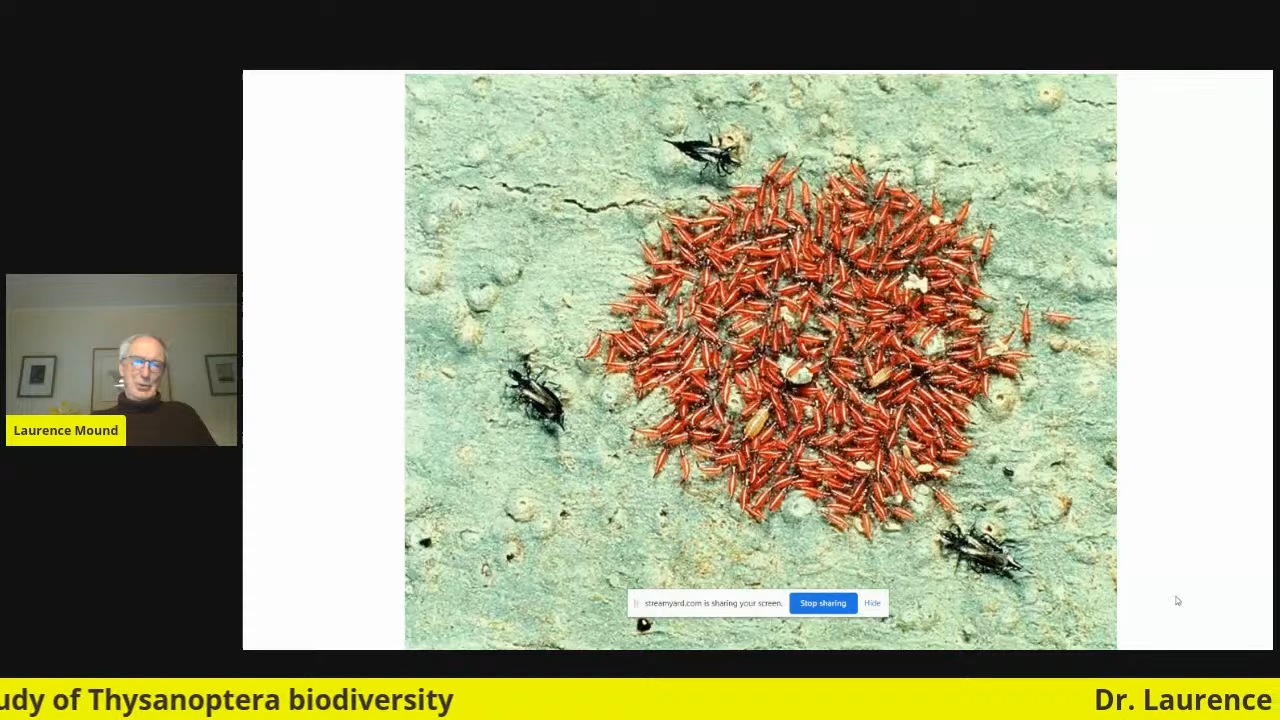 Laurence Mound
streamyard.com is sharing your screen.
Stop sharing
Hide
udy of Thysanoptera biodiversity
Dr. Laurence